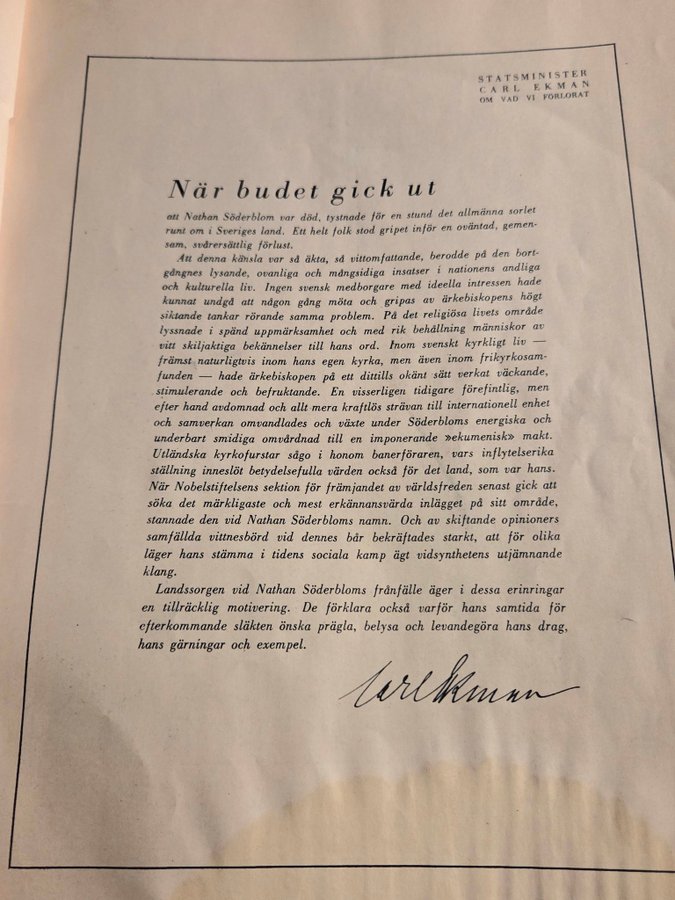 STATSMINISTER
CARL EKMAN
OM VAD VI FÖRLORAT
När budet gick ut
att Nathan Söderblom var död, tystnade för en stund det allmänna sorlet
runt om i Sveriges land. Ett helt folk stod gripet inför en oväntad, gemen-
sam, svårersättlig förlust.
Att denna känsla var så äkta, så vittomfattande, berodde på den bort-
gångnes lysande, ovanliga och mångsidiga insatser i nationens andliga
och kulturella liv. Ingen svensk medborgare med ideella intressen hade
kunnat undgå att någon gång möta och gripas av ärkebiskopens högt
siktande tankar rörande samma problem. På det religiösa livets område
lyssnade i spänd uppmärksamhet och med rik behållning människor av
vitt skiljaktiga bekännelser till hans ord. Inom svenskt kyrkligt liv —
främst naturligtvis inom hans egen kyrka, men även inom frikyrkosam-
funden — hade ärkebiskopen på ett dittills okänt sätt verkat väckande,
stimulerande och befruktande. En visserligen tidigare förefintlig, men
efter hand avdomnad och allt mera kraftlös strävan till internationell enhet
och samverkan omvandlades och växte under Söderbloms energiska och
underbart smidiga omvårdnad till en imponerande »ekumenisk» makt.
Utländska kyrkofurstar sågo i honom banerföraren, vars inflytelserika
ställning inneslöt betydelsefulla värden också för det land, som var hans.
När Nobelstiftelsens sektion för främjandet av världsfreden senast gick att
söka det märkligaste och mest erkännansvärda inlägget på sitt område,
stannade den vid Nathan Söderbloms namn. Och av skiftande opinioners
samfällda vittnesbörd vid dennes bår bekräftades starkt, att för olika
läger hans stämma i tidens sociala kamp ägt vidsynthetens utjämnande
klang.
Landssorgen vid Nathan Söderbloms frånfälle äger i dessa erinringar
en tillräcklig motivering. De förklara också varför hans samtida för
efterkommande släkten önska prägla, belysa och levandegöra hans drag,
hans gärningar och exempel.
Carl Ekman